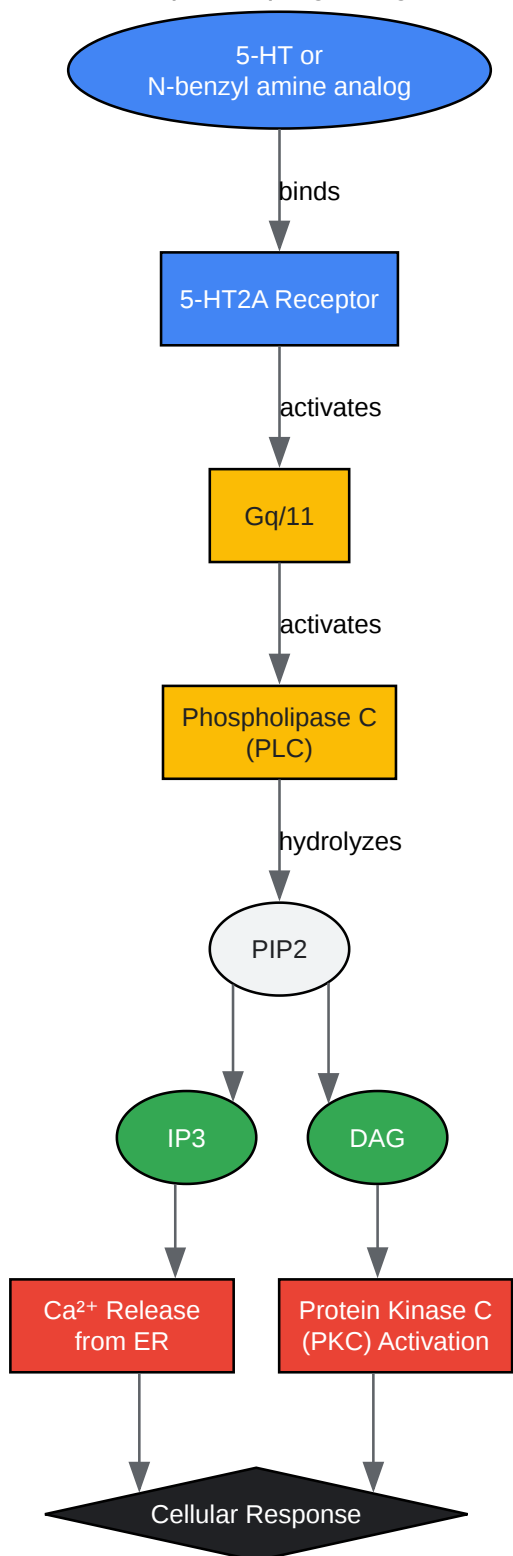 5-HT or
N-benzyl amine analog
binds
5-HT2A Receptor
activates
Gq/11
activates
Phospholipase C
(PLC)
hydrolyzes
PIP2
IP3
DAG
Ca²⁺ Release
from ER
Protein Kinase C
(PKC) Activation
Cellular Response